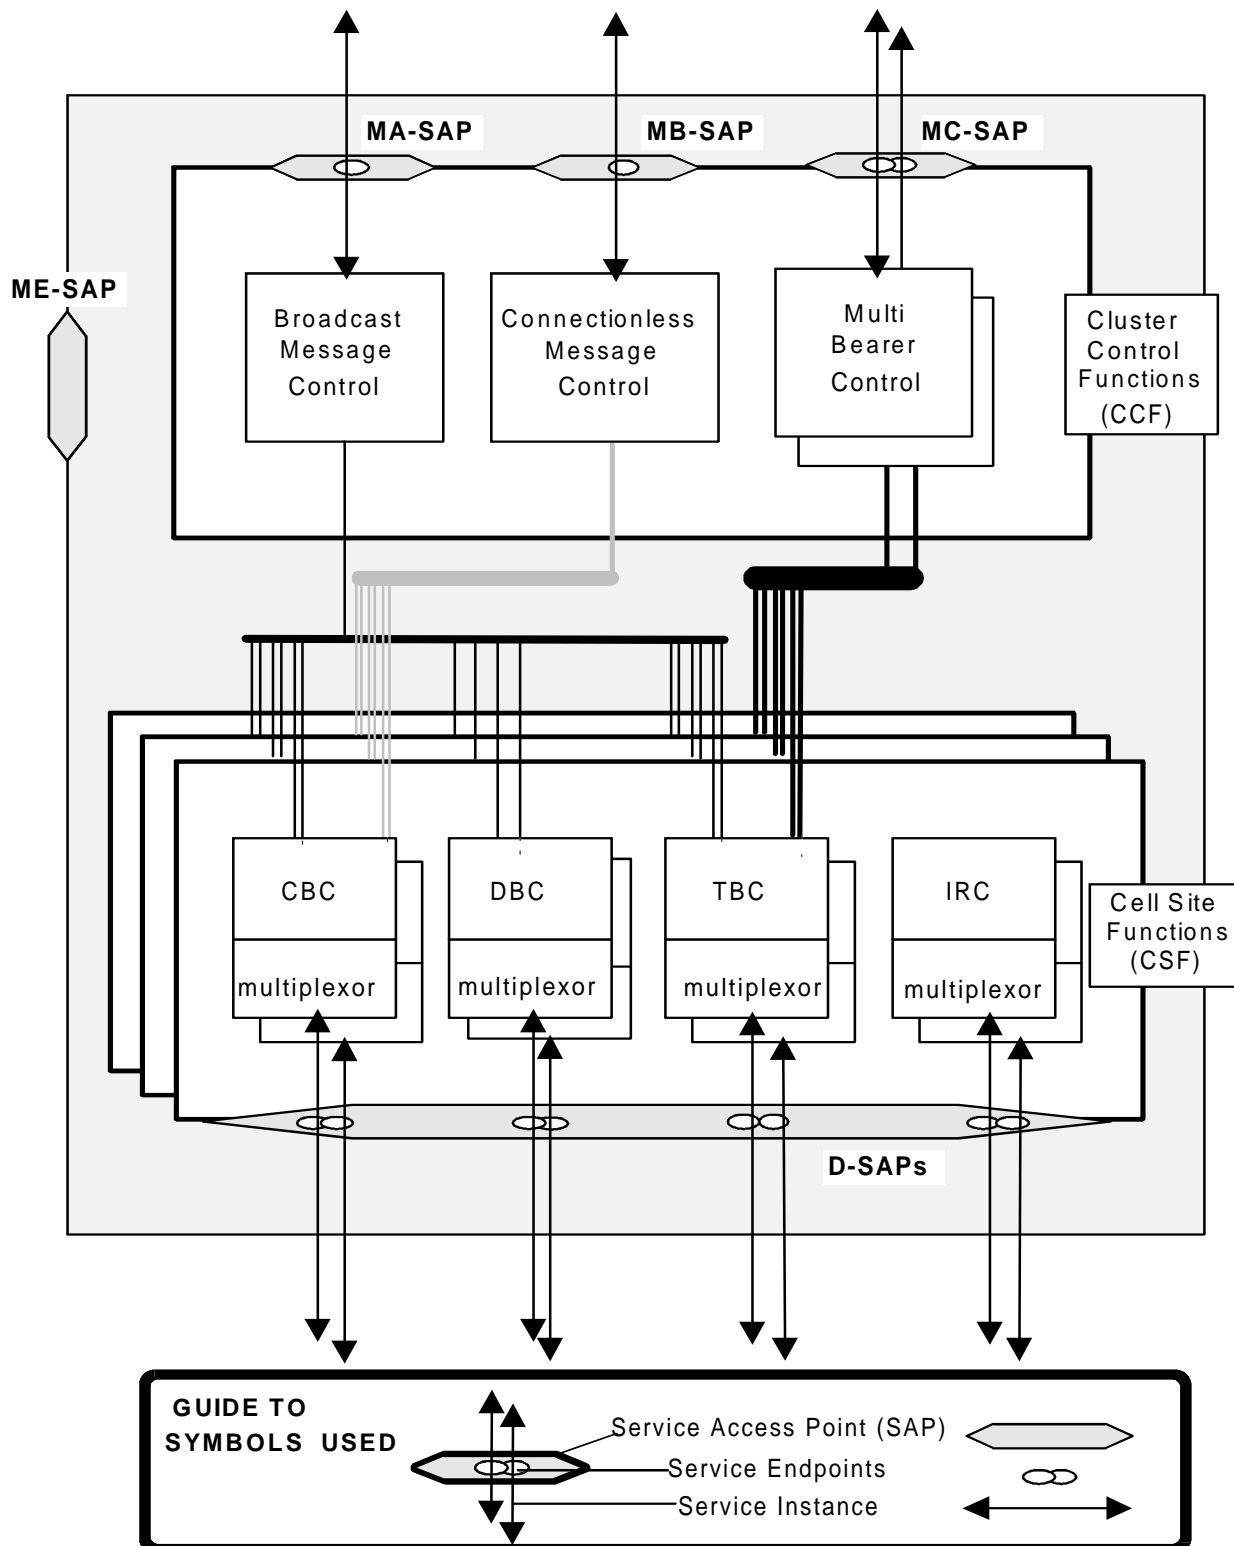 MA-SAP
MB-SAP
MC-SAP
ME-SAP
Broadcast
Message
Control
Connectionless
Message
Control
Multi
Bearer
Control
Cluster
Control
Functions
(CCF)
CBC
DBC
TBC
IRC
multiplexor
multiplexor
multiplexor
multiplexor
Cell Site
Functions
(CSF)
D-SAPs
GUIDE TO
SYMBOLS USED
Service Access Point (SAP)
Service Endpoints
Service Instance